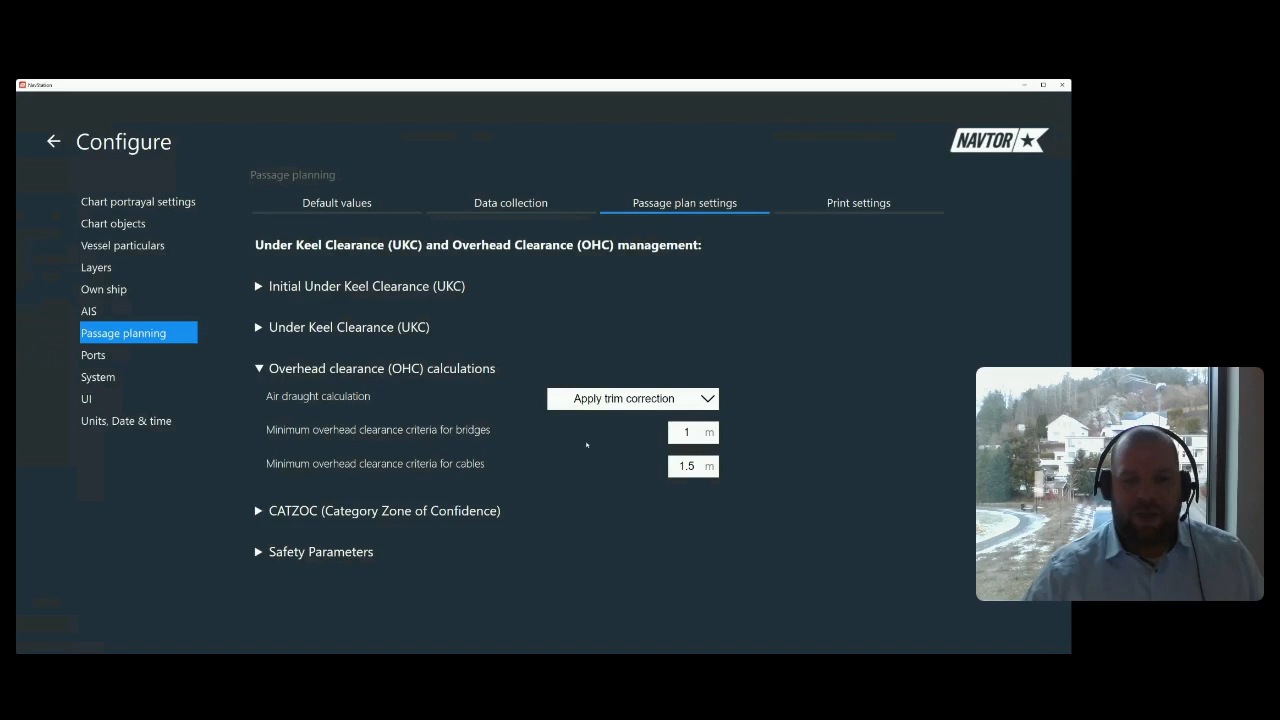 NavStation
Configure
NAVTOR
Passage planning
Default values
Data collection
Passage plan settings
Print settings
Chart portrayal settings
Chart objects
Vessel particulars
Layers
Own ship
AIS
Passage planning
Ports
System
UI
Units, Date & time
Under Keel Clearance (UKC) and Overhead Clearance (OHC) management:
Initial Under Keel Clearance (UKC)
Under Keel Clearance (UKC)
Overhead clearance (OHC) calculations
Air draught calculation
Apply trim correction
Minimum overhead clearance criteria for bridges
1 m
Minimum overhead clearance criteria for cables
1.5 m
CATZOC (Category Zone of Confidence)
Safety Parameters